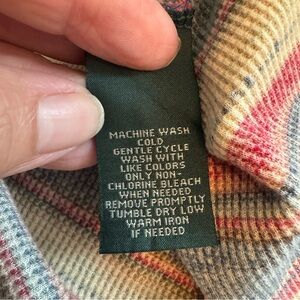 MACHINE WASH
COLD
GENTLE CYCLE
WASH WITH
LIKE COLORS
ONLY NON-
CHLORINE BLEACH
WHEN NEEDED
REMOVE PROMPTLY
TUMBLE DRY LOW
WARM IRON
IF NEEDED